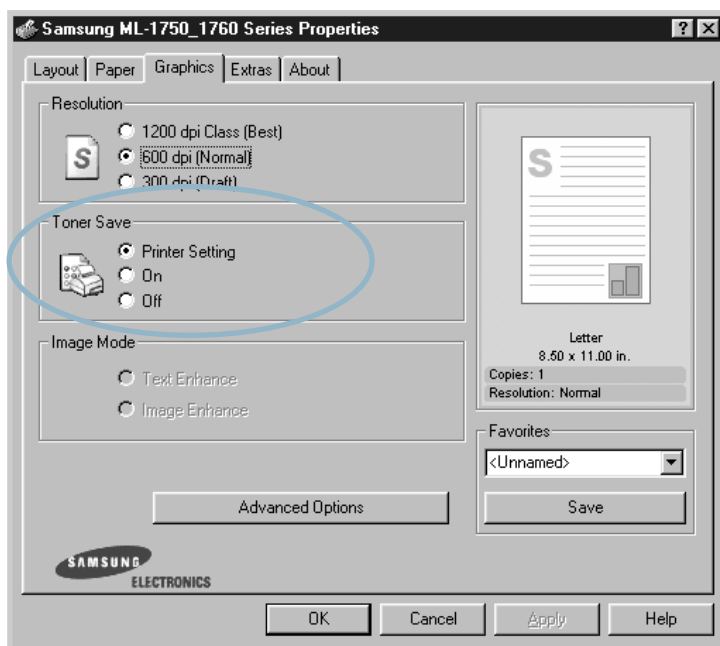 Samsung ML-1750_1760 Series Properties
Layout Paper Graphics Extras About
Resolution
1200 dpi Class (Best)
600 dpi (Normal)
300 dpi (Draft)
Toner Save
Printer Setting
On
Off
Image Mode
Text Enhance
Image Enhance
Advanced Options
SAMSUNG
ELECTRONICS
S
S
Letter
8.50 x 11.00 in.
Copies: 1
Resolution: Normal
Favorites
<Unnamed>
Save
OK Cancel Apply Help